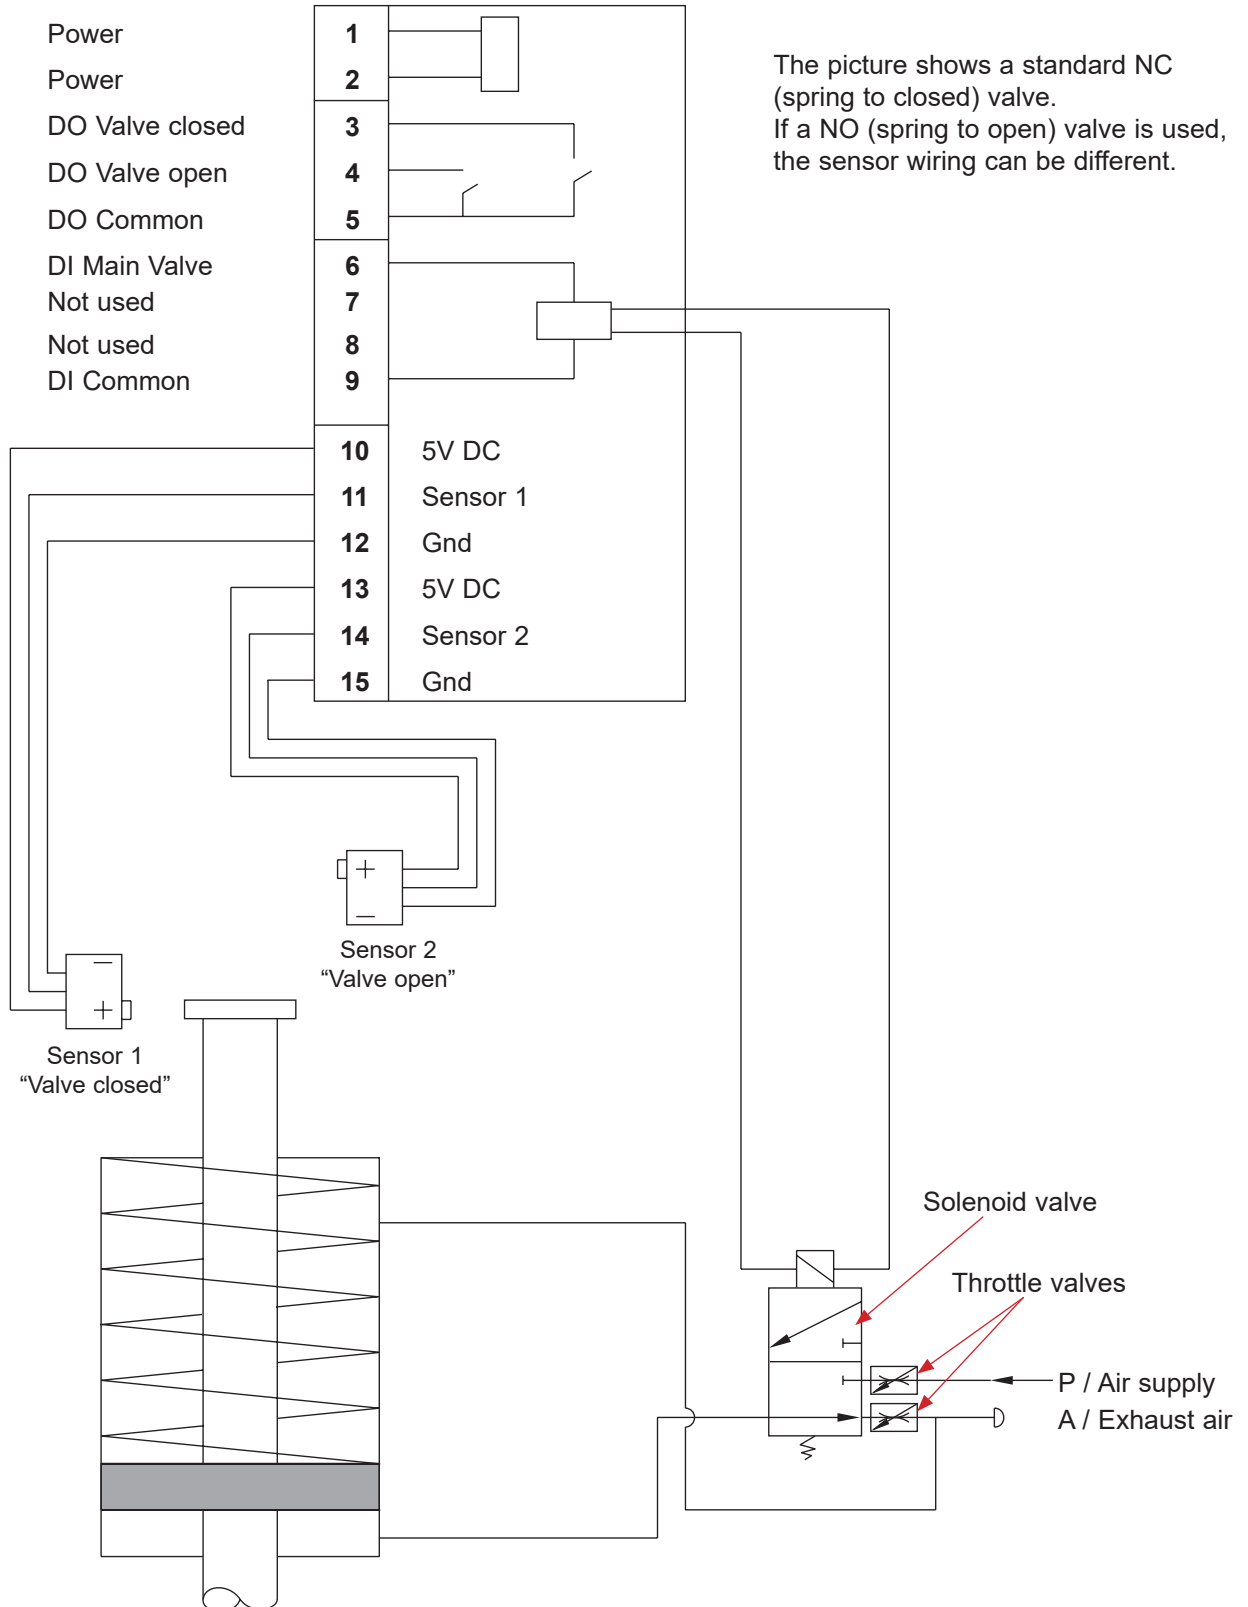 Power 1
Power 2
DO Valve closed 3
DO Valve open 4
DO Common 5
DI Main Valve 6
Not used 7
Not used 8
DI Common 9
10 5V DC
11 Sensor 1
12 Gnd
13 5V DC
14 Sensor 2
15 Gnd
The picture shows a standard NC
(spring to closed) valve.
If a NO (spring to open) valve is used,
the sensor wiring can be different.
+
–
Sensor 2
“Valve open”
–
+
Sensor 1
“Valve closed”
Solenoid valve
Throttle valves
P / Air supply
A / Exhaust air